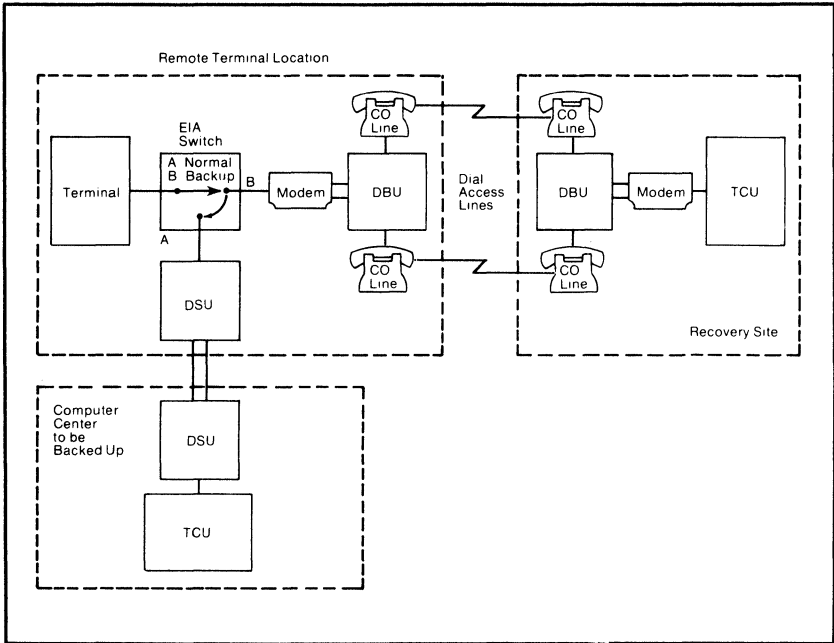 Remote Terminal Location
EIA
Switch
A Normal
B Backup
B
A
Terminal
Modem
DBU
CO
Line
CO
Line
DSU
Dial
Access
Lines
CO
Line
CO
Line
DBU
Modem
TCU
Recovery Site
Computer
Center
to be
Backed Up
DSU
TCU